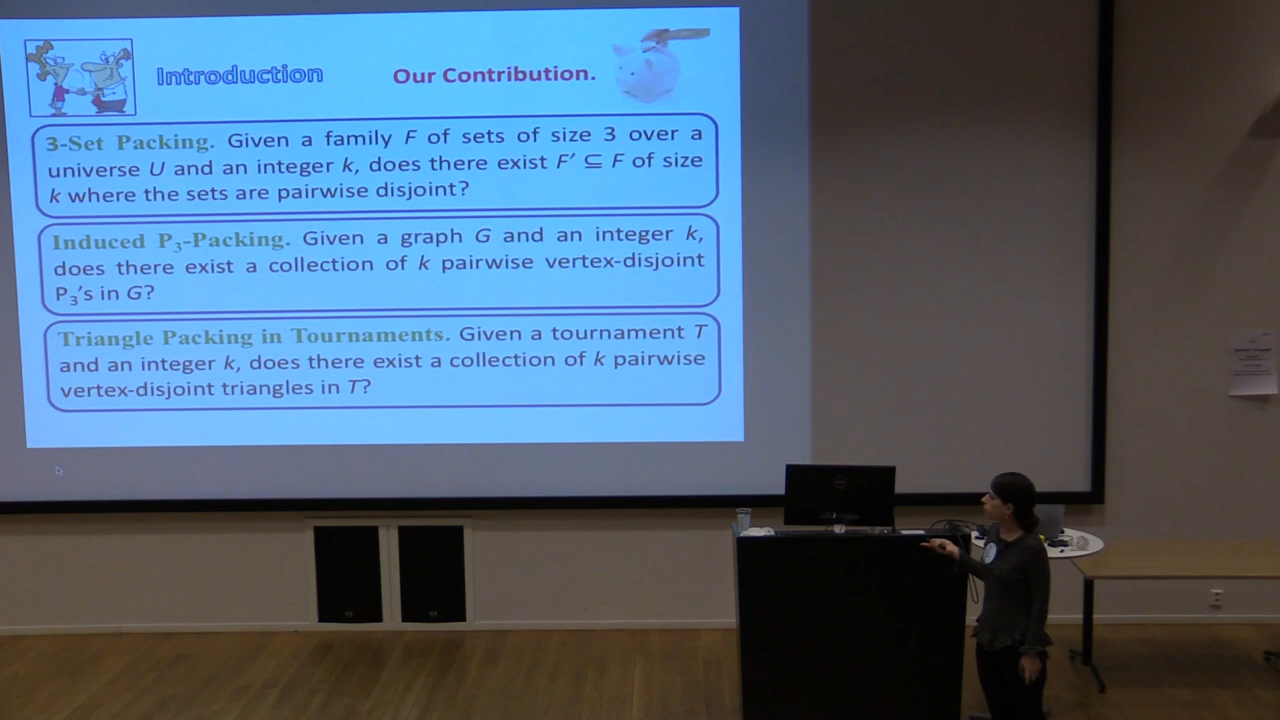 Introduction Our Contribution.
3-Set Packing. Given a family F of sets of size 3 over a
universe U and an integer k, does there exist F' ⊆ F of size
k where the sets are pairwise disjoint?
Induced P₃-Packing. Given a graph G and an integer k,
does there exist a collection of k pairwise vertex-disjoint
P₃'s in G?
Triangle Packing in Tournaments. Given a tournament T
and an integer k, does there exist a collection of k pairwise
vertex-disjoint triangles in T?